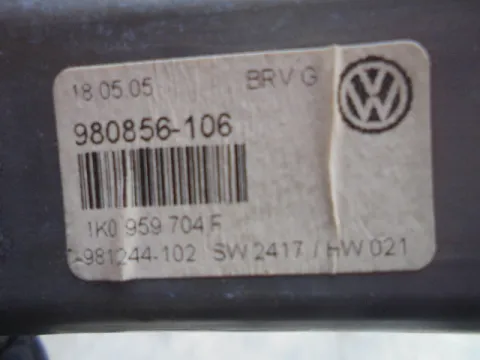 18.05.05 BRV G
980856-106
1K0 959 704 F
-981244-102 SW 2417 / HW 021